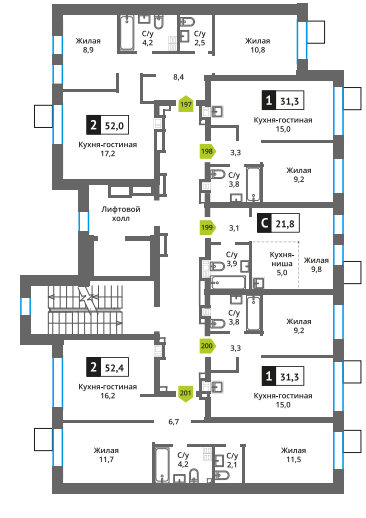 Жилая
8,9
С/у
4,2
С/у
2,5
Жилая
10,8
8,4
197
2 52,0
Кухня-гостиная
17,2
1 31,3
Кухня-гостиная
15,0
198
3,3
С/у
3,8
Жилая
9,2
Лифтовой
холл
199
3,1
С 21,8
С/у
3,9
Кухня-
ниша
5,0
Жилая
9,8
С/у
3,8
Жилая
9,2
200
3,3
2 52,4
Кухня-гостиная
16,2
1 31,3
Кухня-гостиная
15,0
201
6,7
Жилая
11,7
С/у
4,2
С/у
2,1
Жилая
11,5